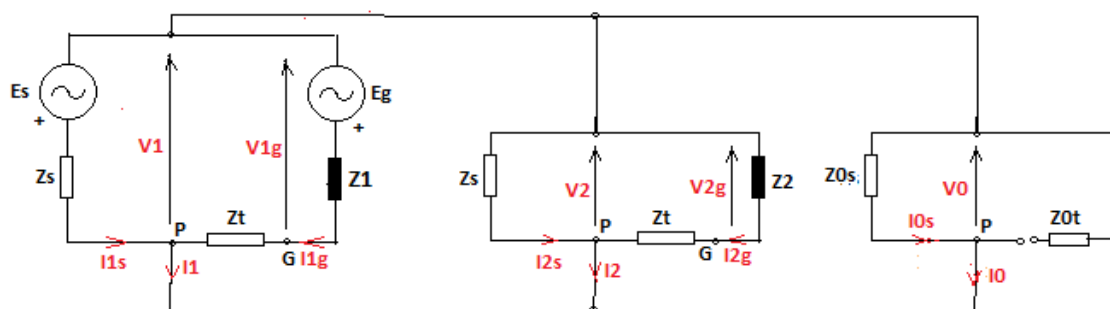 Es
+
Zs
V1
V1g
Eg
+
Z1
P
Zt
G
I1s
I1
I1g
Zs
V2
V2g
Z2
P
Zt
G
I2s
I2
I2g
Z0s
V0
I0s
P
Z0t
I0